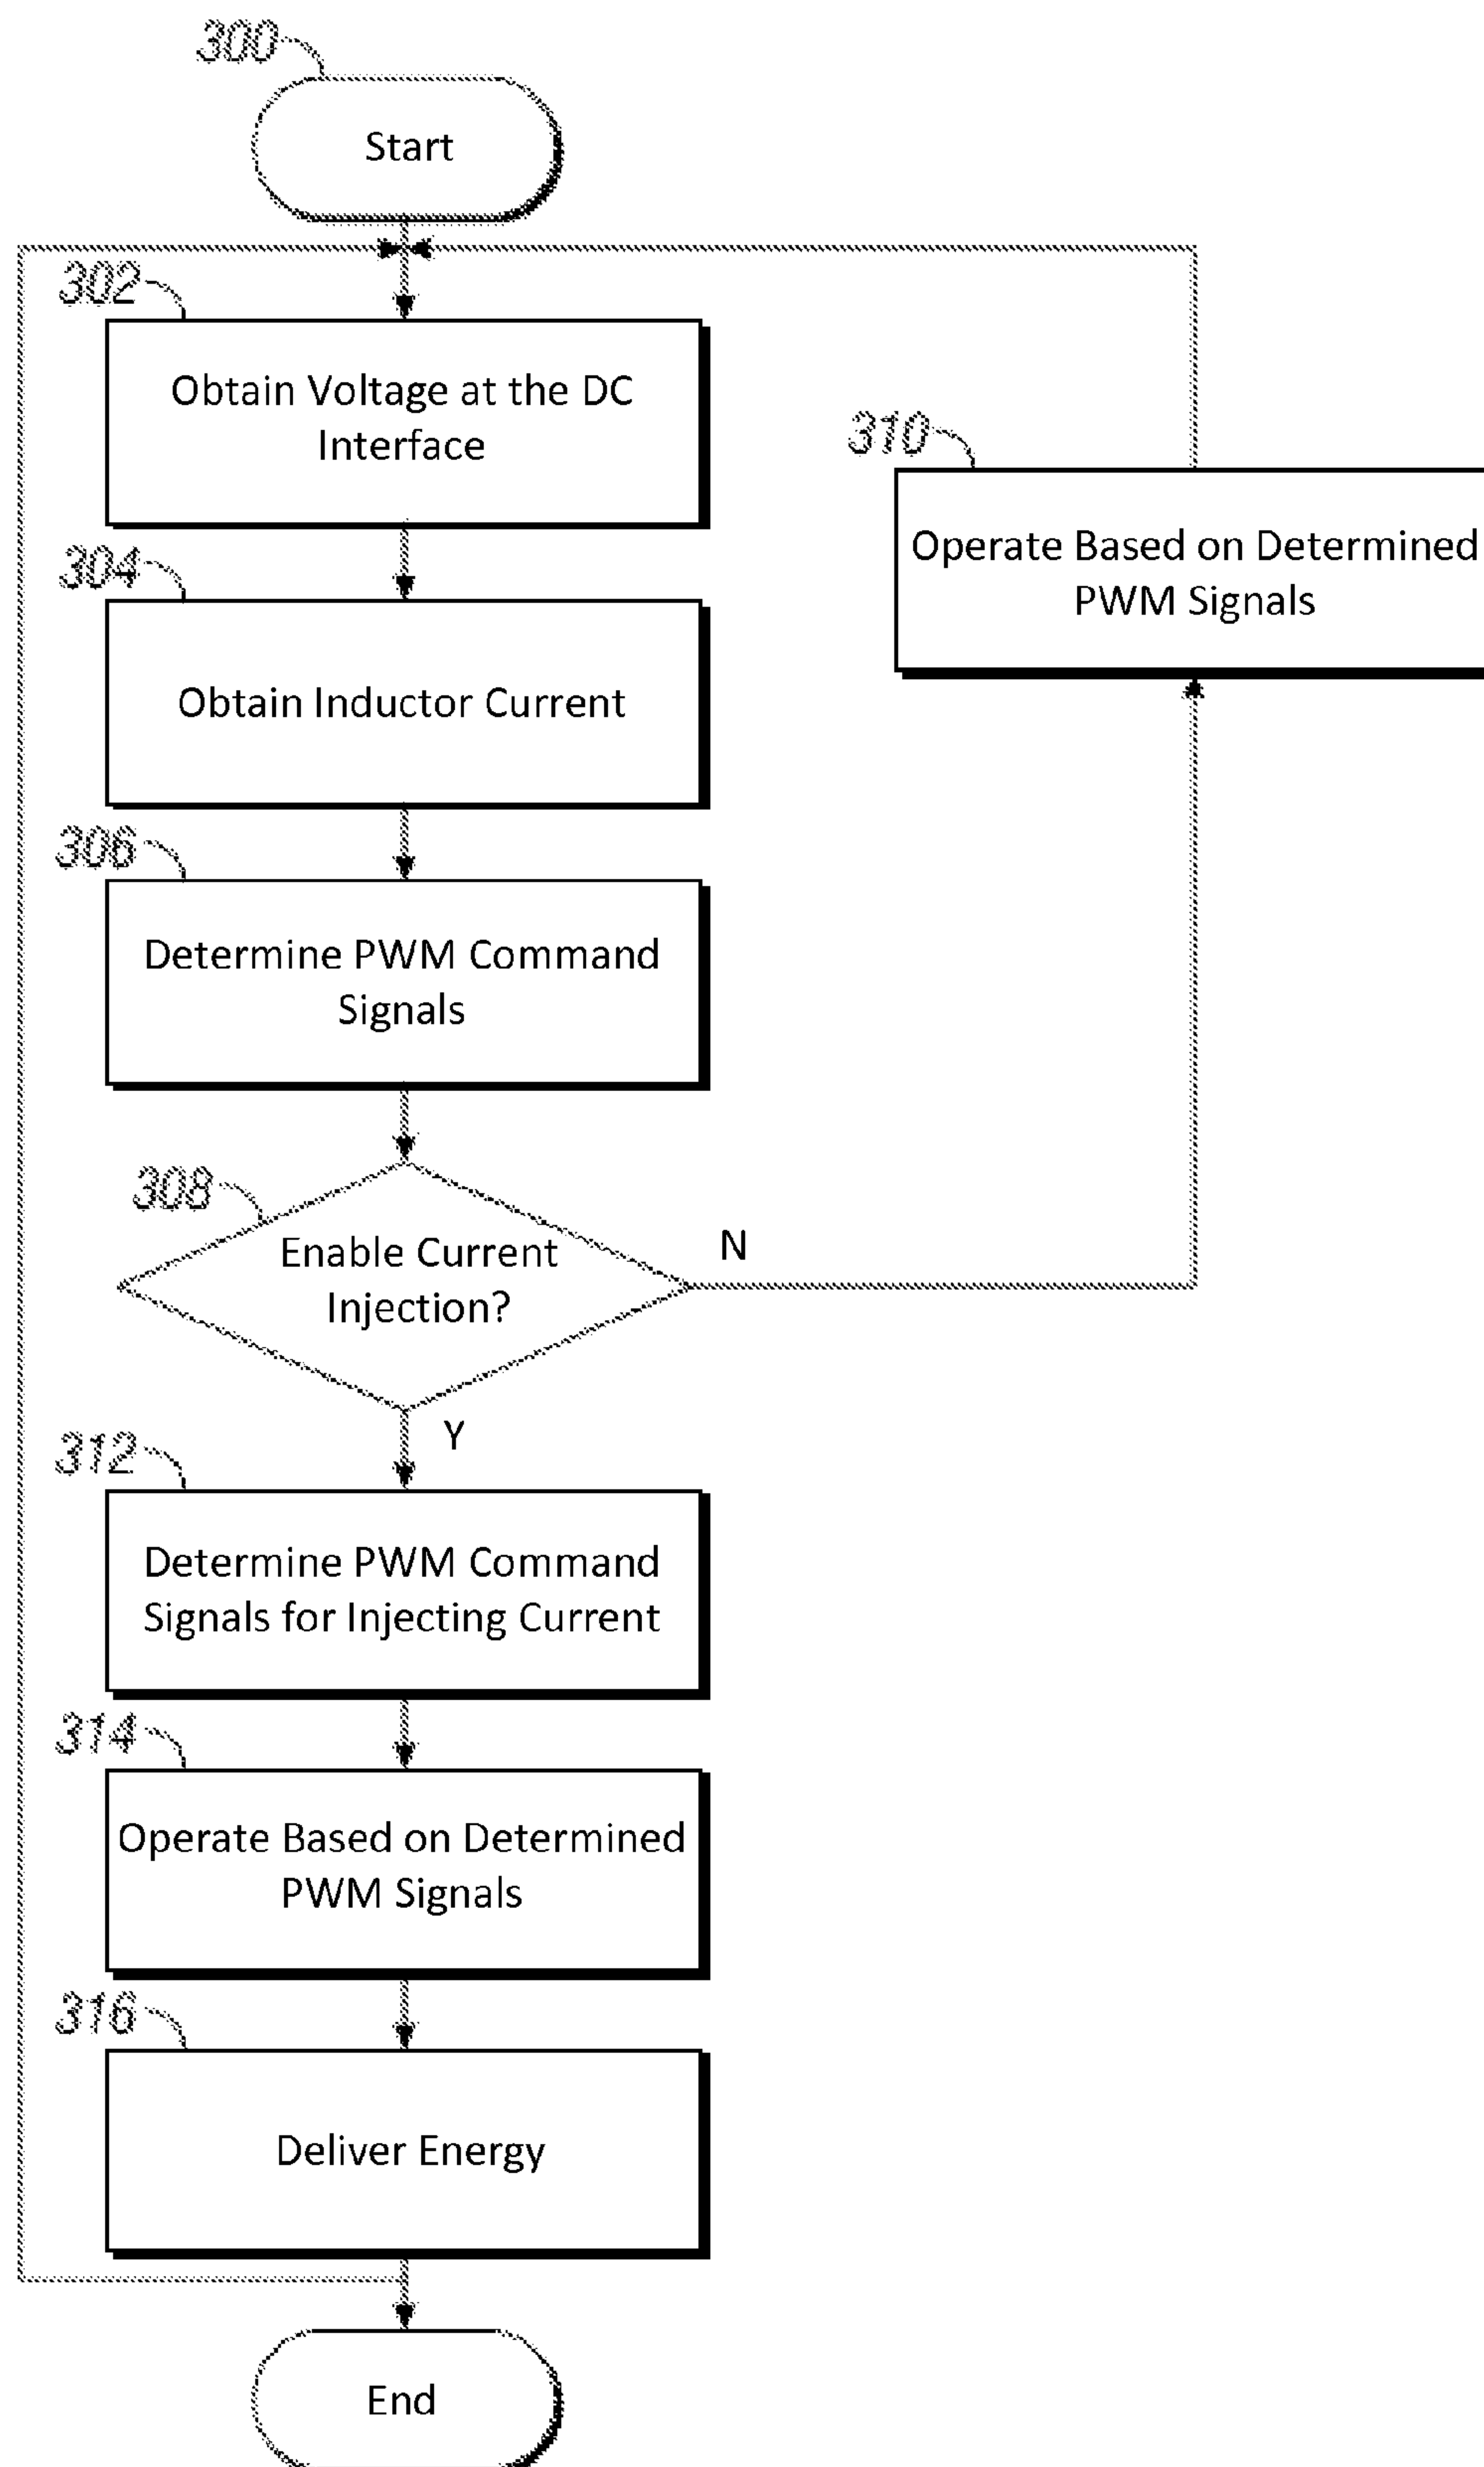 300
Start
302
Obtain Voltage at the DC
Interface
304
Obtain Inductor Current
306
Determine PWM Command
Signals
308
Enable Current
Injection?
N
310
Operate Based on Determined
PWM Signals
Y
312
Determine PWM Command
Signals for Injecting Current
314
Operate Based on Determined
PWM Signals
316
Deliver Energy
End